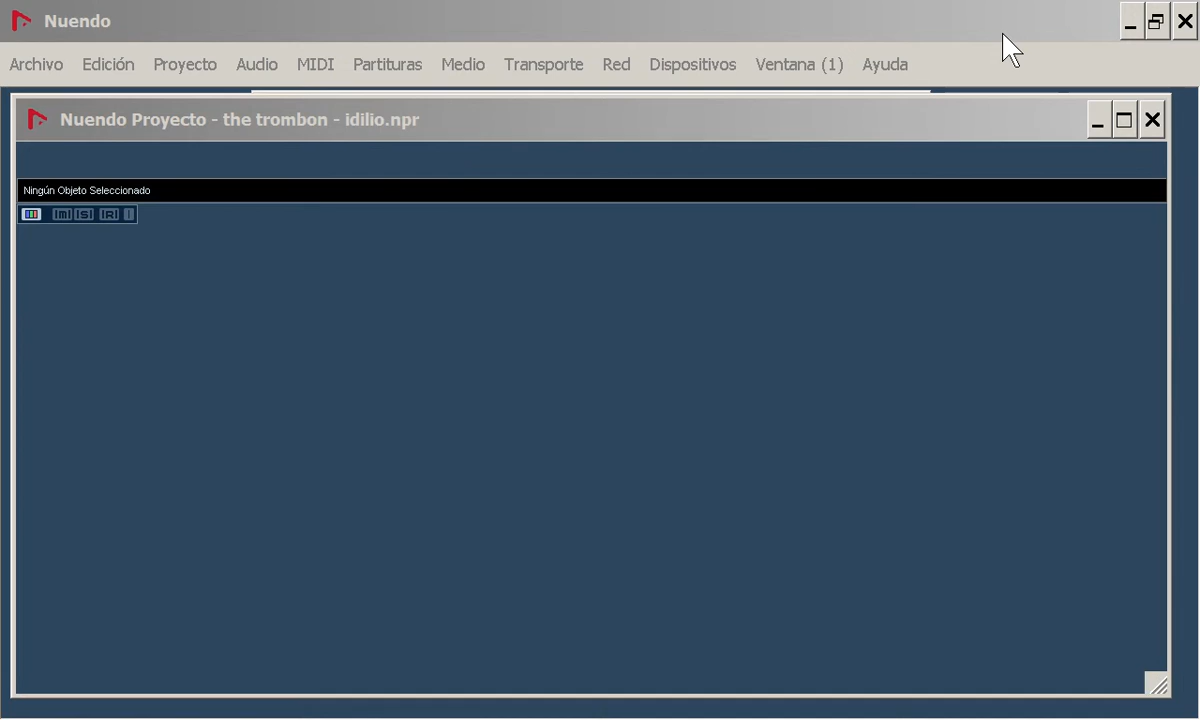 Nuendo
Archivo Edición Proyecto Audio MIDI Partituras Medio Transporte Red Dispositivos Ventana (1) Ayuda
Nuendo Proyecto - the trombon - idilio.npr
Ningún Objeto Seleccionado
M S R I